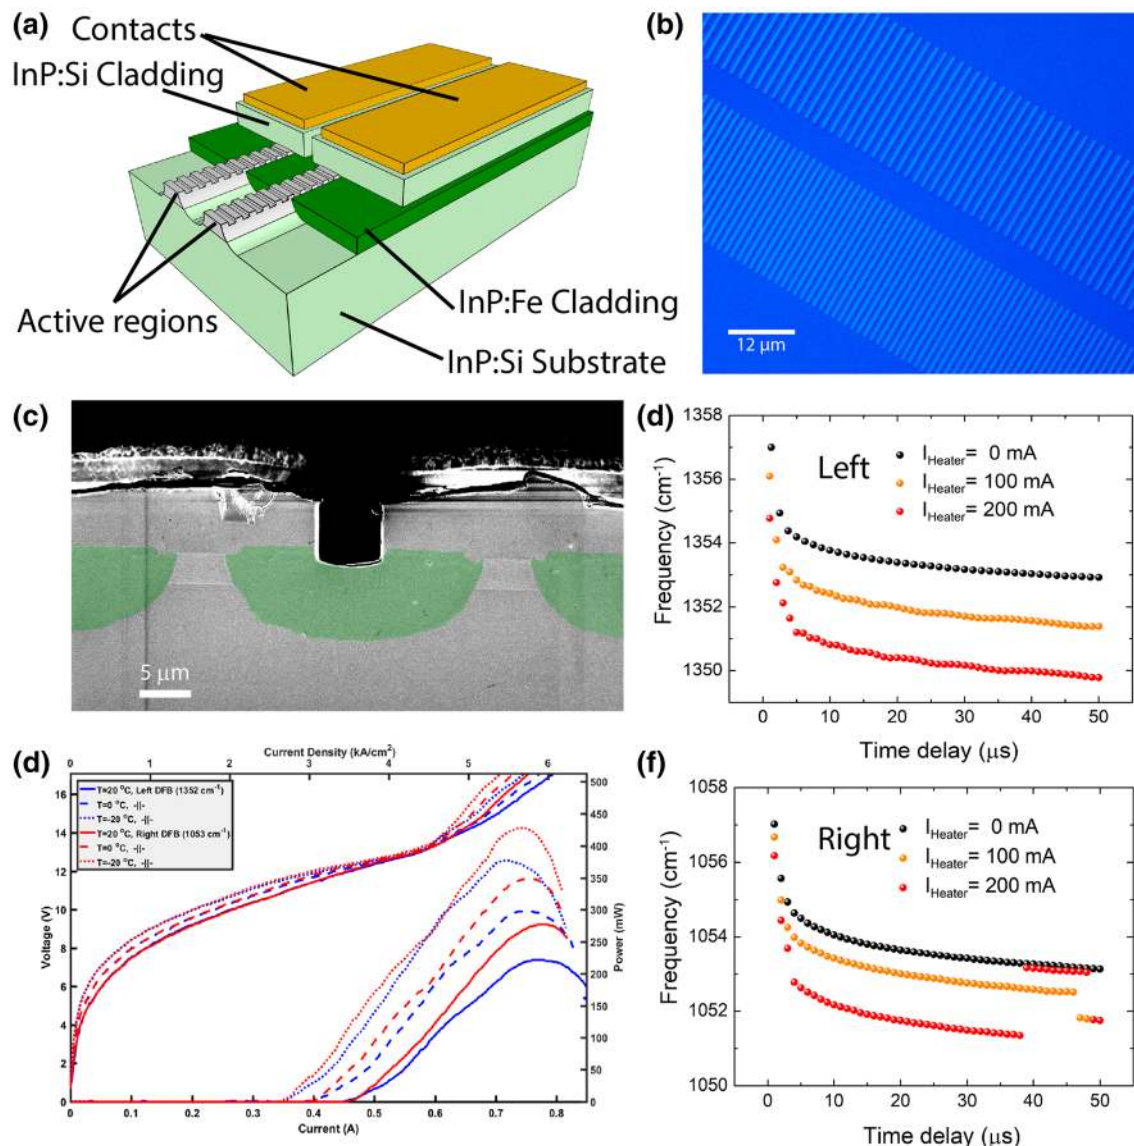 (a)
Contacts
InP:Si Cladding
Active regions
InP:Fe Cladding
InP:Si Substrate
(b)
12 μm
(c)
5 μm
(d)
1358
1356
1354
1352
1350
Frequency (cm⁻¹)
Left
I_Heater= 0 mA
I_Heater= 100 mA
I_Heater= 200 mA
0 10 20 30 40 50
Time delay (μs)
(d)
Current Density (kA/cm²)
0 1 2 3 4 5 6
T=20 °C, Left DFB (1352 cm⁻¹)
T=0 °C, -||-
T=-20 °C, -||-
T=20 °C, Right DFB (1053 cm⁻¹)
T=0 °C, -||-
T=-20 °C, -||-
16
14
12
10
8
6
4
2
0
Voltage (V)
500
450
400
350
300
250
200
150
100
50
0
Power (mW)
0 0.1 0.2 0.3 0.4 0.5 0.6 0.7 0.8
Current (A)
(f)
1058
1056
1054
1052
1050
Frequency (cm⁻¹)
Right
I_Heater= 0 mA
I_Heater= 100 mA
I_Heater= 200 mA
0 10 20 30 40 50
Time delay (μs)